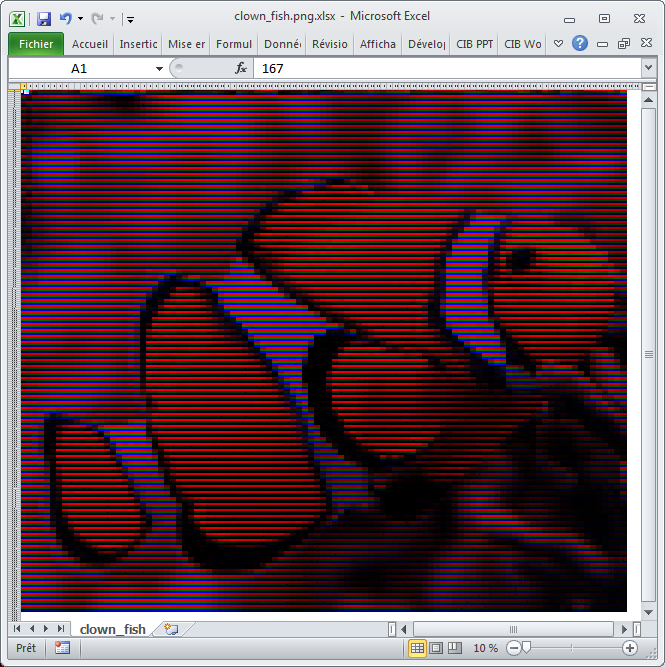 clown_fish.png.xlsx - Microsoft Excel
Fichier Accueil Insertic Mise er Formul Donné Révisio Afficha Dévelo CIB PPT CIB Wo
A1 fx 167
clown_fish
Prêt 10 %